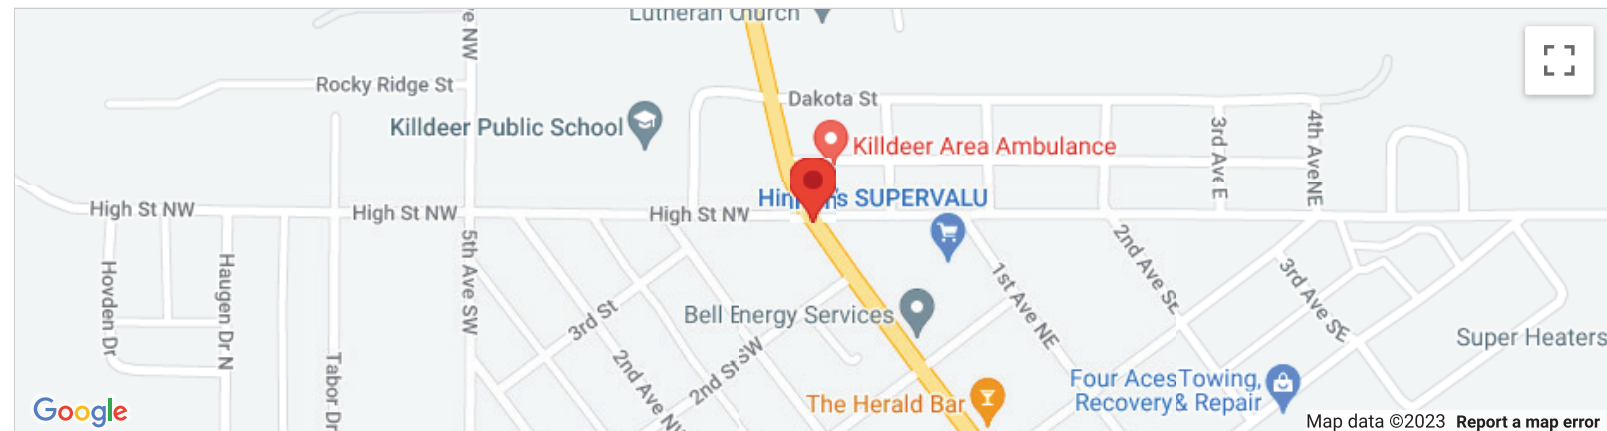 Lutheran Church
Rocky Ridge St
Dakota St
Killdeer Public School
Killdeer Area Ambulance
3rd Ave E
4th AveNE
SUPERVALU
High St NW
High St NW
High St NW
5th Ave SW
Hovden Dr
Haugen Dr N
Tabor Dr
3rd St
2nd Ave NW
2nd St SW
Bell Energy Services
1st Ave NE
2nd Ave SE
3rd Ave SE
Super Heaters
The Herald Bar
Four AcesTowing,
Recovery& Repair
Google
Map data ©2023 Report a map error